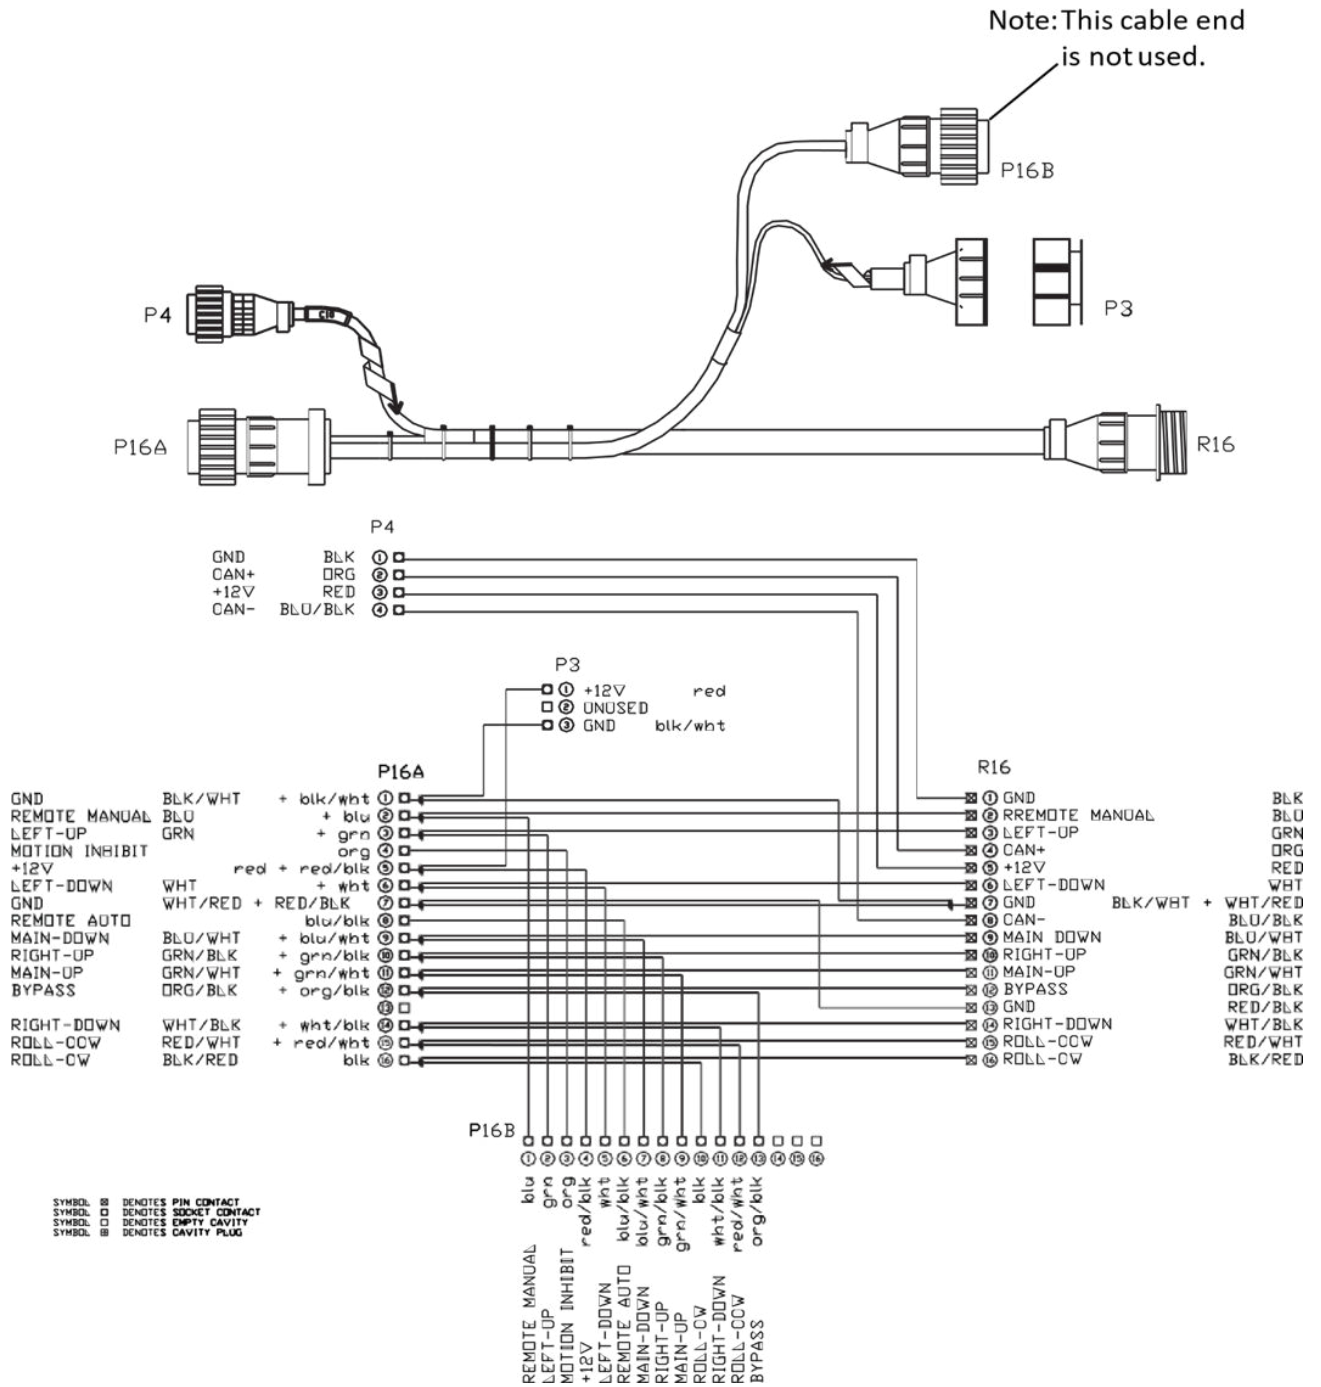 Note: This cable end
is not used.
P16B
P3
P4
C10
P16A
R16
P4
GND BLK 1
CAN+ ORG 2
+12V RED 3
CAN- BLU/BLK 4
P3
1 +12V red
2 UNUSED
3 GND blk/wht
P16A
GND BLK/WHT + blk/wht 1
REMOTE MANUAL BLU + blu 2
LEFT-UP GRN + grn 3
MOTION INHIBIT org 4
+12V red + red/blk 5
LEFT-DOWN WHT + wht 6
GND WHT/RED + RED/BLK 7
REMOTE AUTO blu/blk 8
MAIN-DOWN BLU/WHT + blu/wht 9
RIGHT-UP GRN/BLK + grn/blk 10
MAIN-UP GRN/WHT + grn/wht 11
BYPASS ORG/BLK + org/blk 12
13
RIGHT-DOWN WHT/BLK + wht/blk 14
ROLL-CCW RED/WHT + red/wht 15
ROLL-CW BLK/RED blk 16
R16
1 GND BLK
2 RREMOTE MANUAL BLU
3 LEFT-UP GRN
4 CAN+ ORG
5 +12V RED
6 LEFT-DOWN WHT
7 GND BLK/WHT + WHT/RED
8 CAN- BLU/BLK
9 MAIN DOWN BLU/WHT
10 RIGHT-UP GRN/BLK
11 MAIN-UP GRN/WHT
12 BYPASS ORG/BLK
13 GND RED/BLK
14 RIGHT-DOWN WHT/BLK
15 ROLL-CCW RED/WHT
16 ROLL-CW BLK/RED
P16B
1 blu REMOTE MANUAL
2 grn LEFT-UP
3 org MOTION INHIBIT
4 red/blk +12V
5 wht LEFT-DOWN
6 blu/blk REMOTE AUTO
7 blu/wht MAIN-DOWN
8 grn/blk RIGHT-UP
9 grn/wht MAIN-UP
10 blk ROLL-CW
11 wht/blk RIGHT-DOWN
12 red/wht ROLL-CCW
13 org/blk BYPASS
14
15
16
SYMBOL DENOTES PIN CONTACT
SYMBOL DENOTES SOCKET CONTACT
SYMBOL DENOTES EMPTY CAVITY
SYMBOL DENOTES CAVITY PLUG